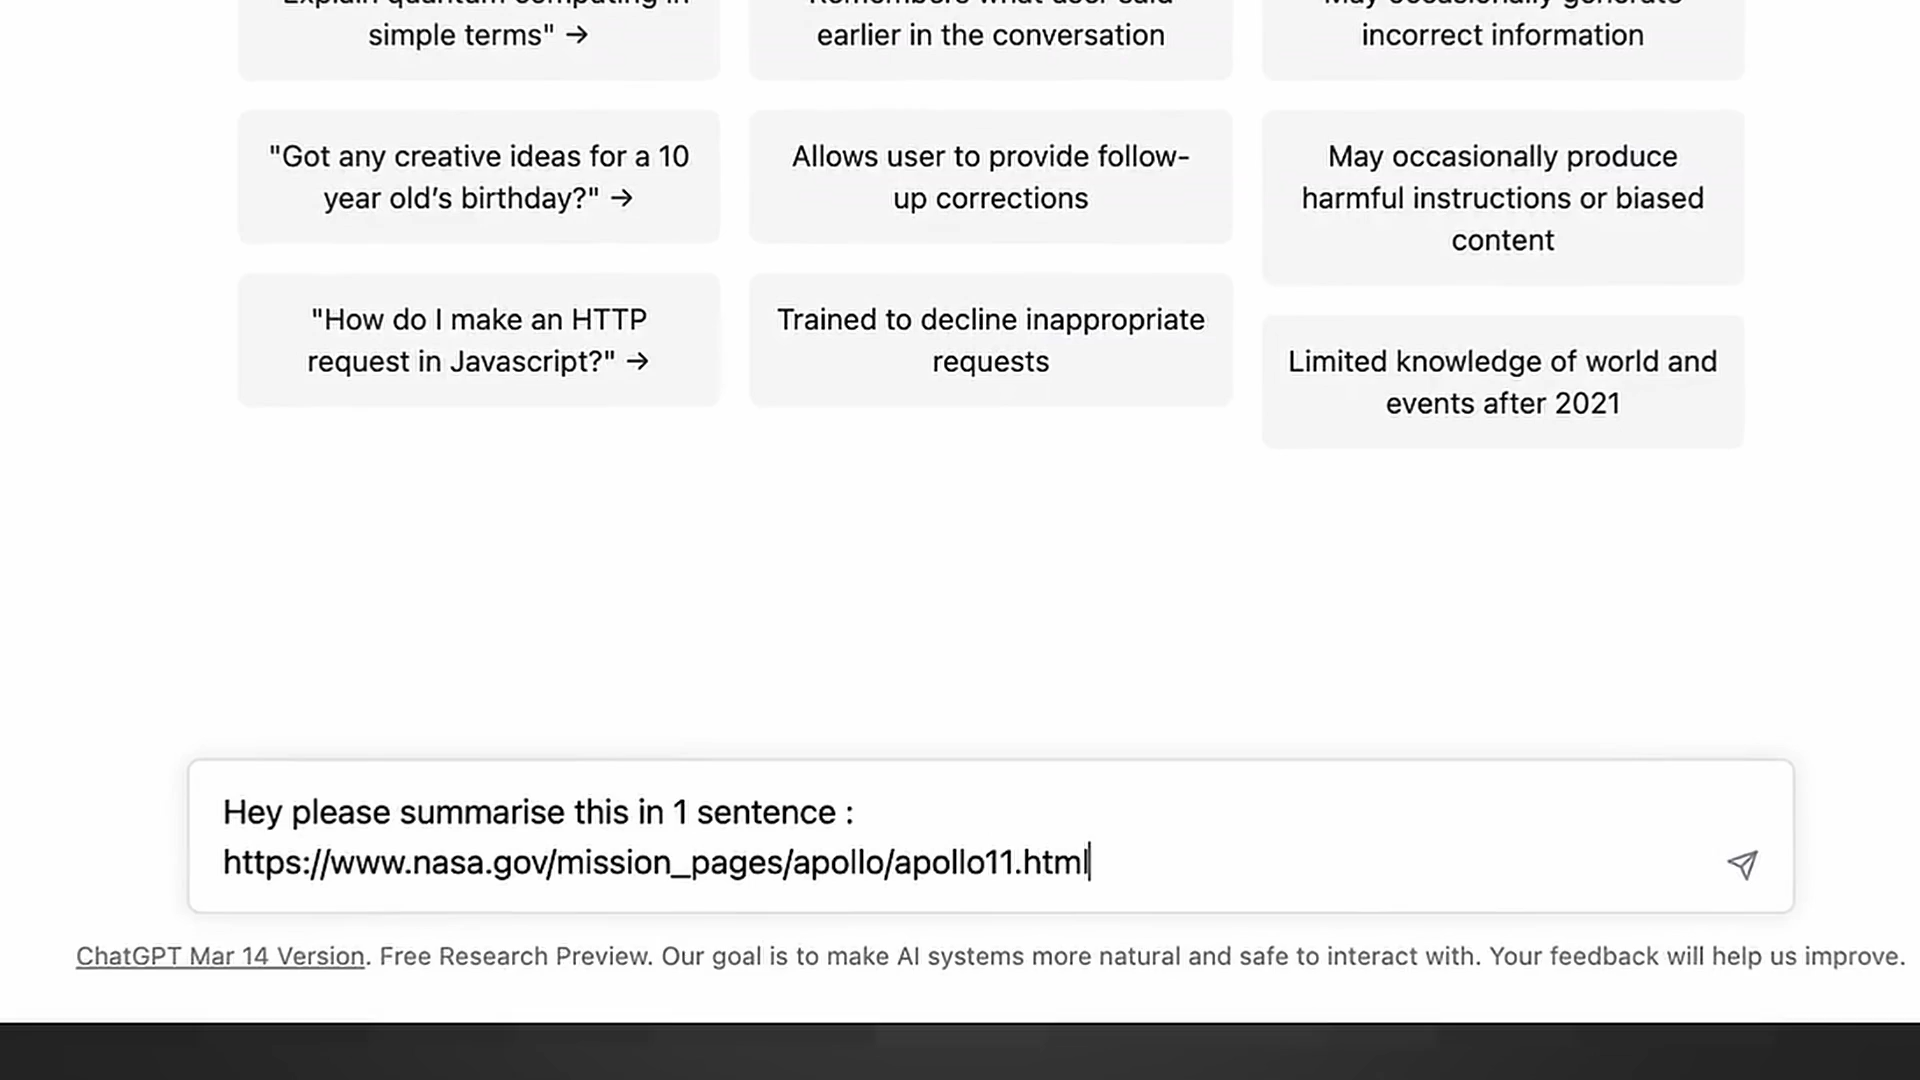 simple terms" →
earlier in the conversation
incorrect information
"Got any creative ideas for a 10
year old’s birthday?" →
Allows user to provide follow-
up corrections
May occasionally produce
harmful instructions or biased
content
"How do I make an HTTP
request in Javascript?" →
Trained to decline inappropriate
requests
Limited knowledge of world and
events after 2021
Hey please summarise this in 1 sentence :
https://www.nasa.gov/mission_pages/apollo/apollo11.html
ChatGPT Mar 14 Version. Free Research Preview. Our goal is to make AI systems more natural and safe to interact with. Your feedback will help us improve.